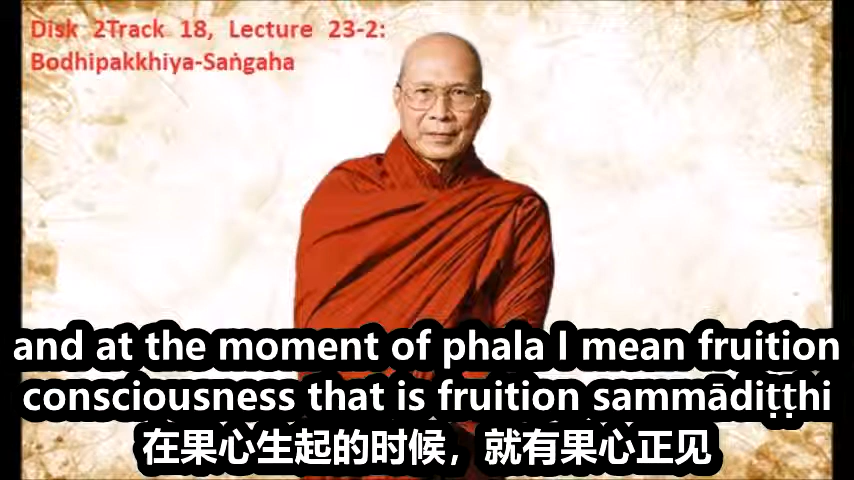 Disk 2Track 18, Lecture 23-2:
Bodhipakkhiya-Saṅgaha
and at the moment of phala I mean fruition
consciousness that is fruition sammādiṭṭhi
在果心生起的时候，就有果心正见